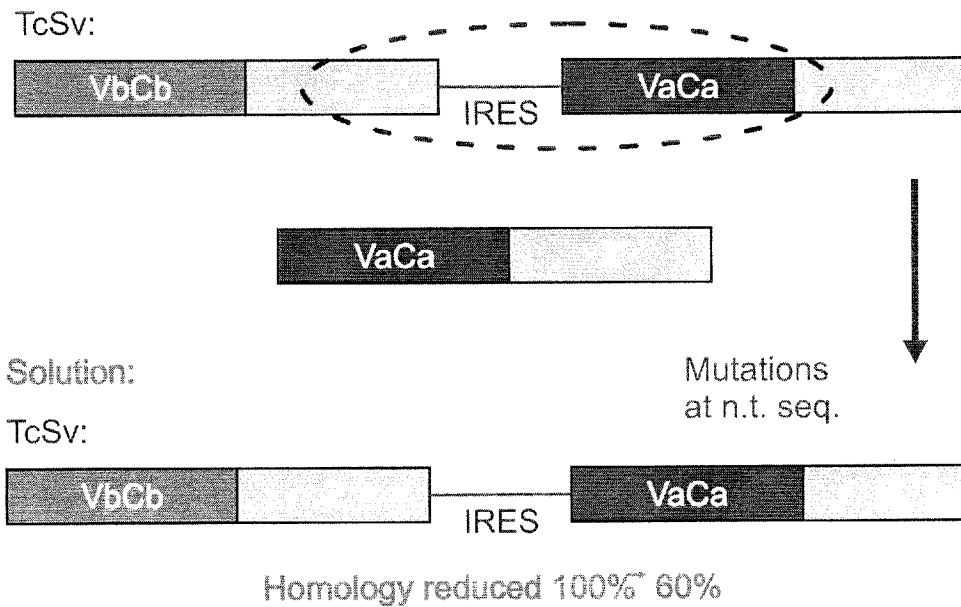 TcSv:
VbCb
VaCa
IRES
VaCa
Solution:
Mutations
at n.t. seq.
TcSv:
VbCb
VaCa
IRES
Homology reduced 100%→ 60%